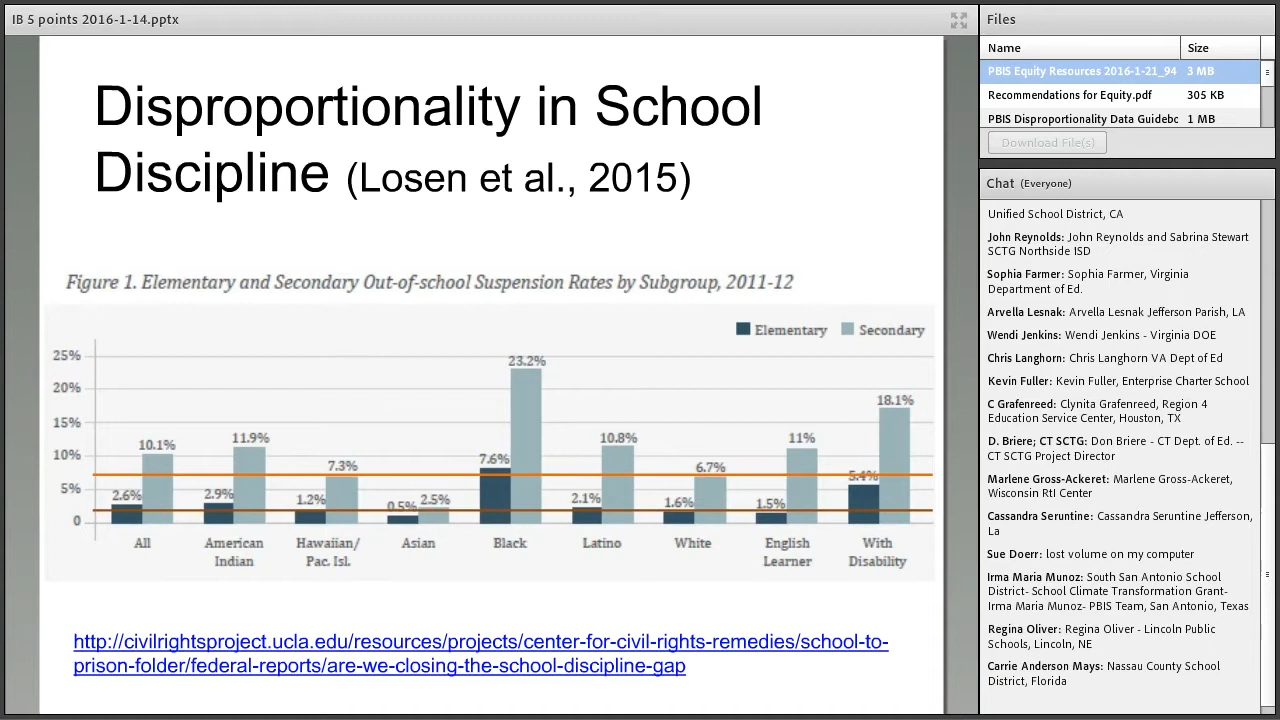 IB 5 points 2016-1-14.pptx
Disproportionality in School
Discipline (Losen et al., 2015)
Figure 1. Elementary and Secondary Out-of-school Suspension Rates by Subgroup, 2011-12
Elementary Secondary
25%
20%
15%
10%
5%
0
2.6% 10.1%
2.9% 11.9%
1.2% 7.3%
0.5% 2.5%
7.6% 23.2%
2.1% 10.8%
1.6% 6.7%
1.5% 11%
5.4% 18.1%
All
American
Indian
Hawaiian/
Pac. Isl.
Asian
Black
Latino
White
English
Learner
With
Disability
http://civilrightsproject.ucla.edu/resources/projects/center-for-civil-rights-remedies/school-to-
prison-folder/federal-reports/are-we-closing-the-school-discipline-gap
Files
Name Size
PBIS Equity Resources 2016-1-21_94 3 MB
Recommendations for Equity.pdf 305 KB
PBIS Disproportionality Data Guidebc 1 MB
Download File(s)
Chat (Everyone)
Unified School District, CA
John Reynolds: John Reynolds and Sabrina Stewart
SCTG Northside ISD
Sophia Farmer: Sophia Farmer, Virginia
Department of Ed.
Arvella Lesnak: Arvella Lesnak Jefferson Parish, LA
Wendi Jenkins: Wendi Jenkins - Virginia DOE
Chris Langhorn: Chris Langhorn VA Dept of Ed
Kevin Fuller: Kevin Fuller, Enterprise Charter School
C Grafenreed: Clynita Grafenreed, Region 4
Education Service Center, Houston, TX
D. Briere; CT SCTG: Don Briere - CT Dept. of Ed. --
CT SCTG Project Director
Marlene Gross-Ackeret: Marlene Gross-Ackeret,
Wisconsin RtI Center
Cassandra Seruntine: Cassandra Seruntine Jefferson,
La
Sue Doerr: lost volume on my computer
Irma Maria Munoz: South San Antonio School
District- School Climate Transformation Grant-
Irma Maria Munoz- PBIS Team, San Antonio, Texas
Regina Oliver: Regina Oliver - Lincoln Public
Schools, Lincoln, NE
Carrie Anderson Mays: Nassau County School
District, Florida